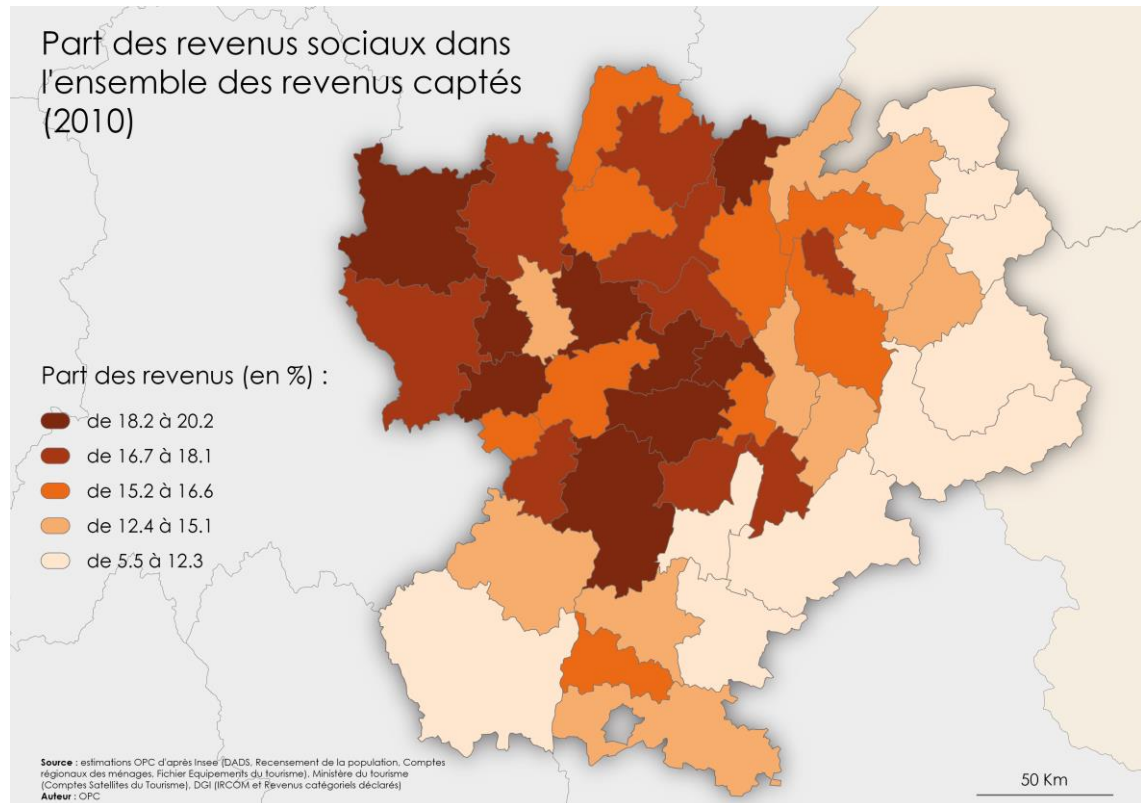 Part des revenus sociaux dans
l'ensemble des revenus captés
(2010)
Part des revenus (en %) :
de 18.2 à 20.2
de 16.7 à 18.1
de 15.2 à 16.6
de 12.4 à 15.1
de 5.5 à 12.3
Source : estimations OPC d'après Insee (DADS, Recensement de la population, Comptes
régionaux des ménages, Fichier Equipements du tourisme), Ministère du tourisme
(Comptes Satellites du Tourisme), DGI (IRCOM et Revenus catégoriels déclarés)
Auteur : OPC
50 Km